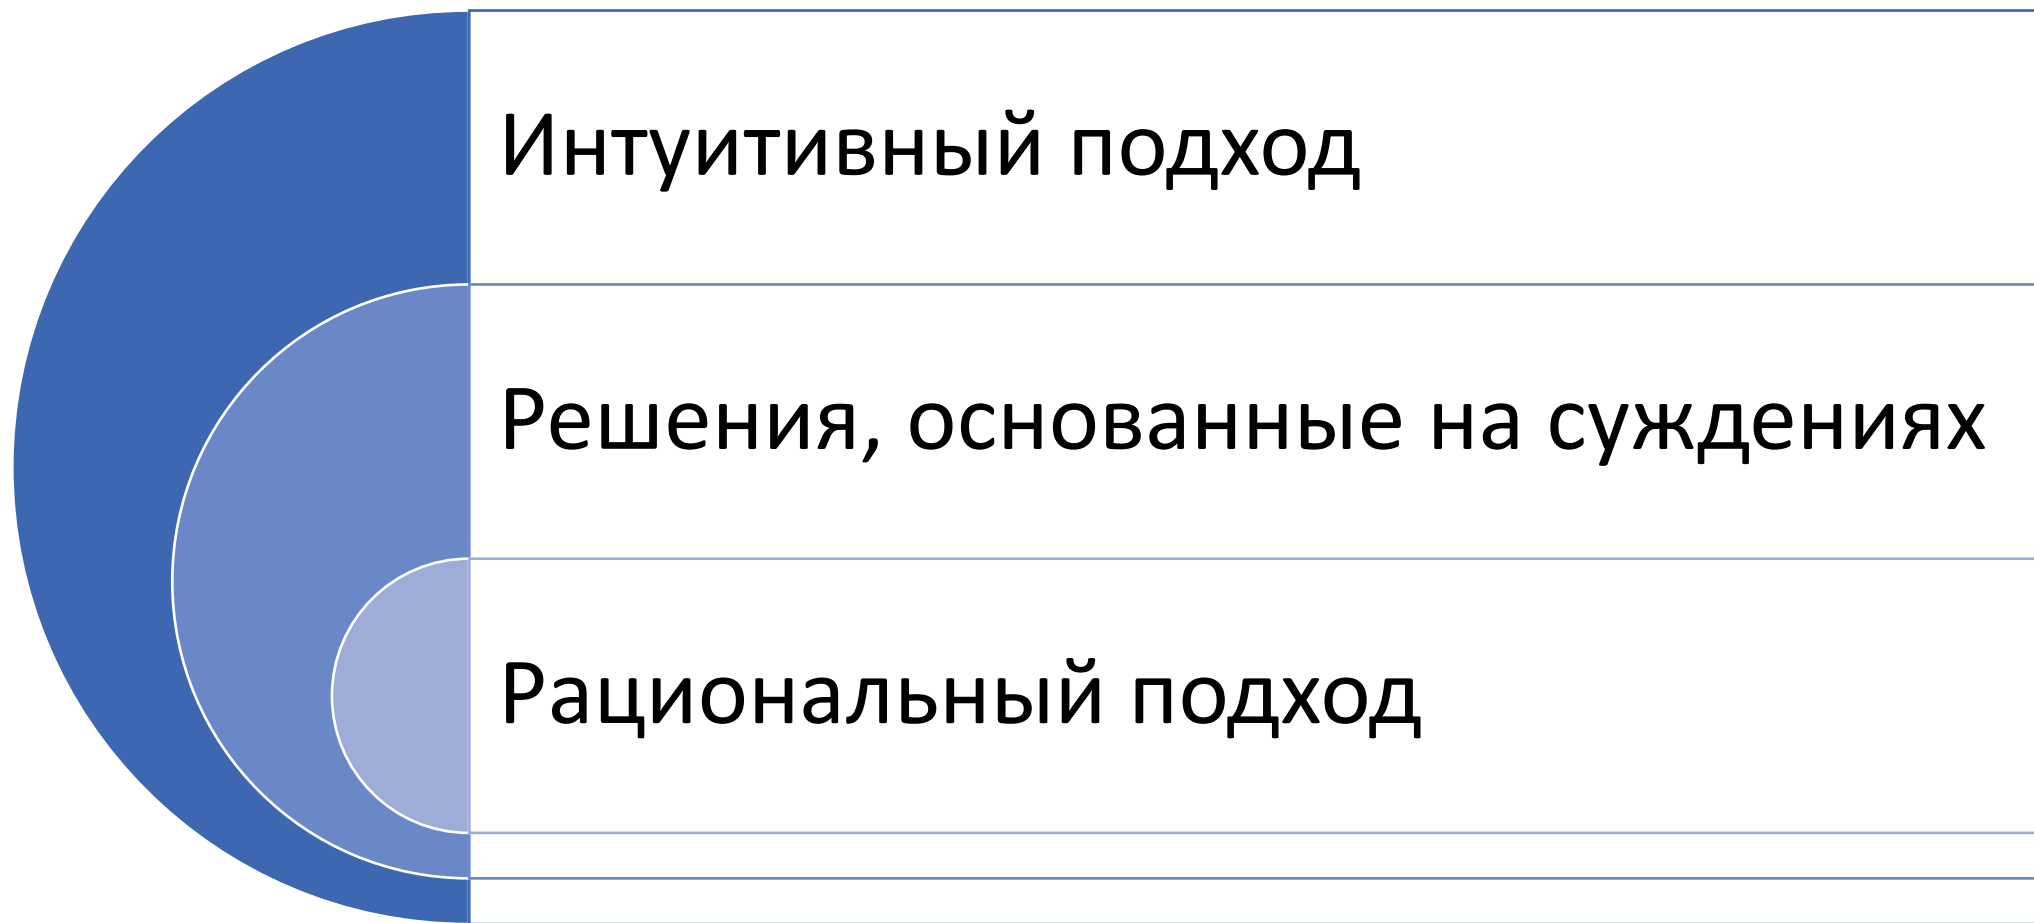 Интуитивный подход
Решения, основанные на суждениях
Рациональный подход